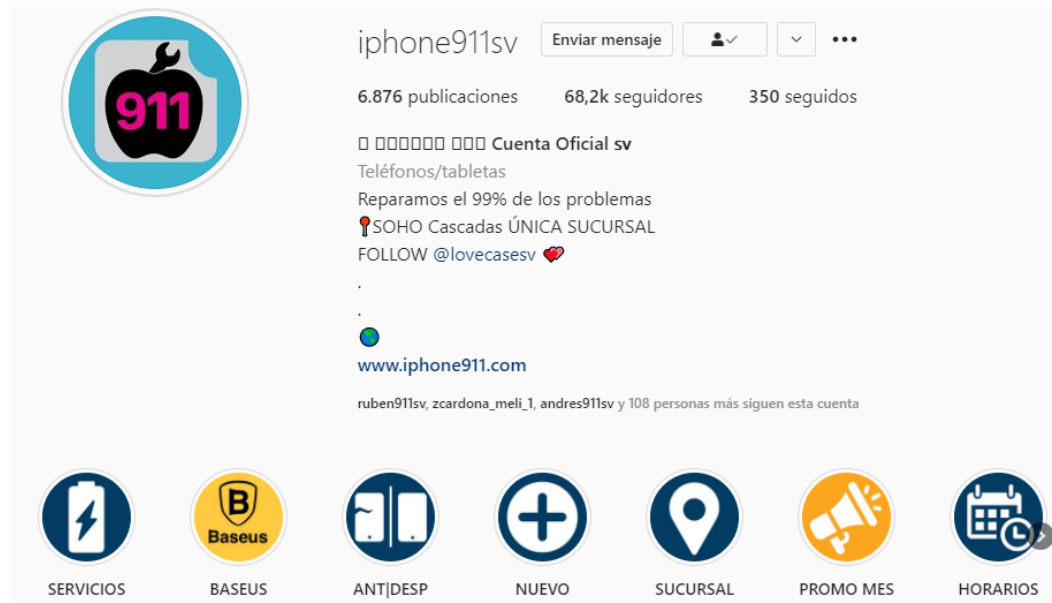 911
iphone911sv Enviar mensaje
6.876 publicaciones 68,2k seguidores 350 seguidos
Cuenta Oficial sv
Teléfonos/tabletas
Reparamos el 99% de los problemas
📍SOHO Cascadas ÚNICA SUCURSAL
FOLLOW @lovecasesv 💕
.
.
🌎
www.iphone911.com
ruben911sv, zcardona_meli_1, andres911sv y 108 personas más siguen esta cuenta
B
Baseus
SERVICIOS BASEUS ANT|DESP NUEVO SUCURSAL PROMO MES HORARIOS